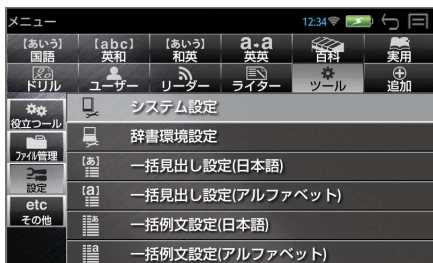 メニュー 12:34
【あいう】 【abc】 【あいう】 a→a
国語 英和 和英 英英 百科 実用
ドリル ユーザー リーダー ライター ツール 追加
役立つツール
ファイル管理
設定
etc
その他
システム設定
辞書環境設定
【あ】 一括見出し設定(日本語)
【a】 一括見出し設定(アルファベット)
あ 一括例文設定(日本語)
a 一括例文設定(アルファベット)